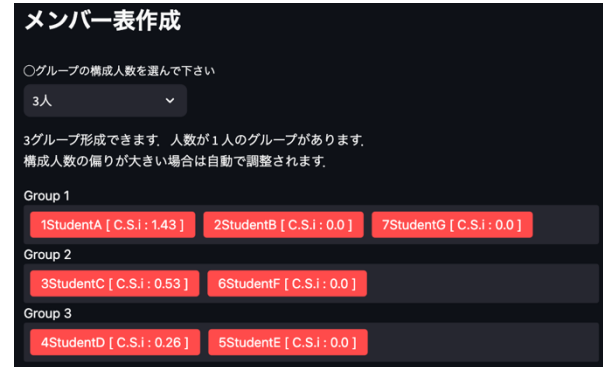 メンバー表作成
○グループの構成人数を選んで下さい
3人
3グループ形成できます．人数が1人のグループがあります．
構成人数の偏りが大きい場合は自動で調整されます．
Group 1
1StudentA [ C.S.i : 1.43 ] 2StudentB [ C.S.i : 0.0 ] 7StudentG [ C.S.i : 0.0 ]
Group 2
3StudentC [ C.S.i : 0.53 ] 6StudentF [ C.S.i : 0.0 ]
Group 3
4StudentD [ C.S.i : 0.26 ] 5StudentE [ C.S.i : 0.0 ]